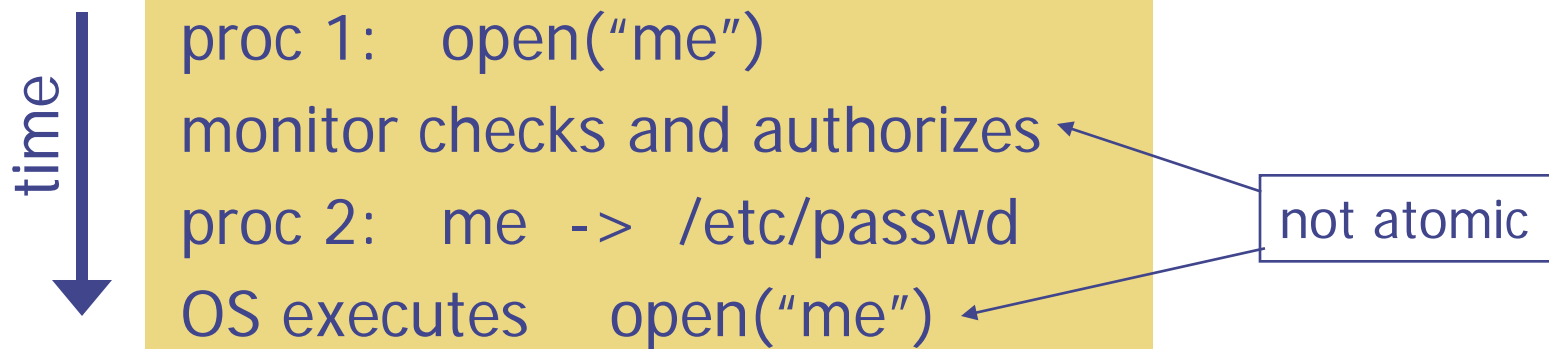 time
proc 1: open(“me”)
monitor checks and authorizes
proc 2: me -> /etc/passwd
OS executes open(“me”)
not atomic